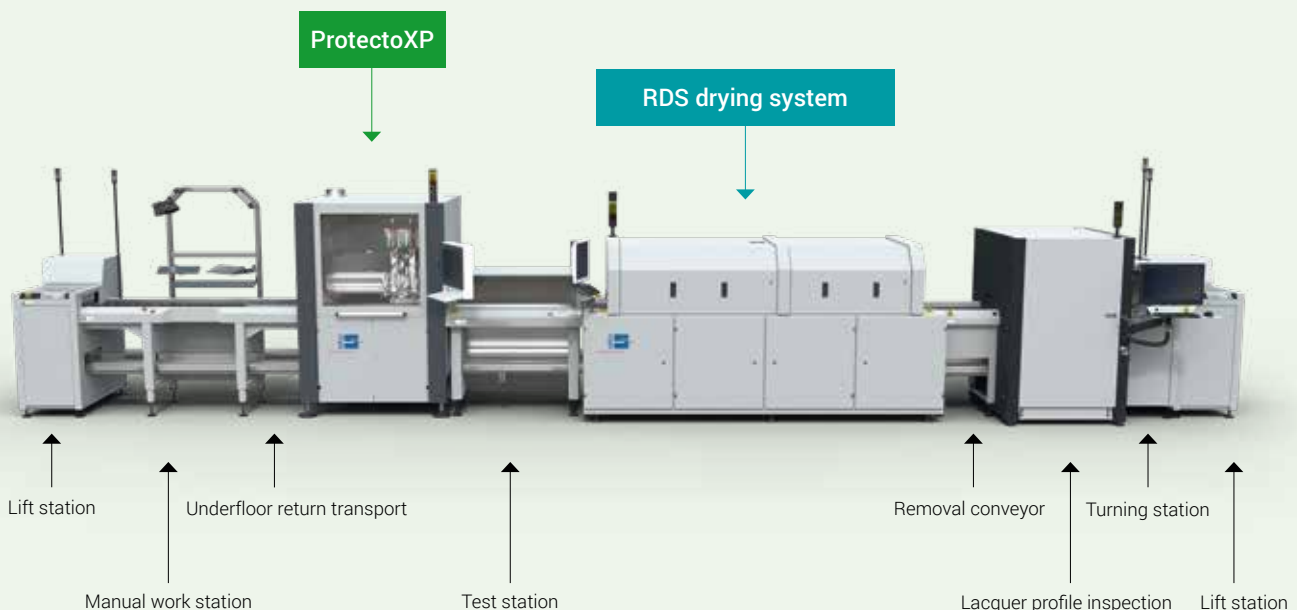 ProtectoXP
RDS drying system
Lift station
Underfloor return transport
Removal conveyor
Turning station
Manual work station
Test station
Lacquer profile inspection
Lift station